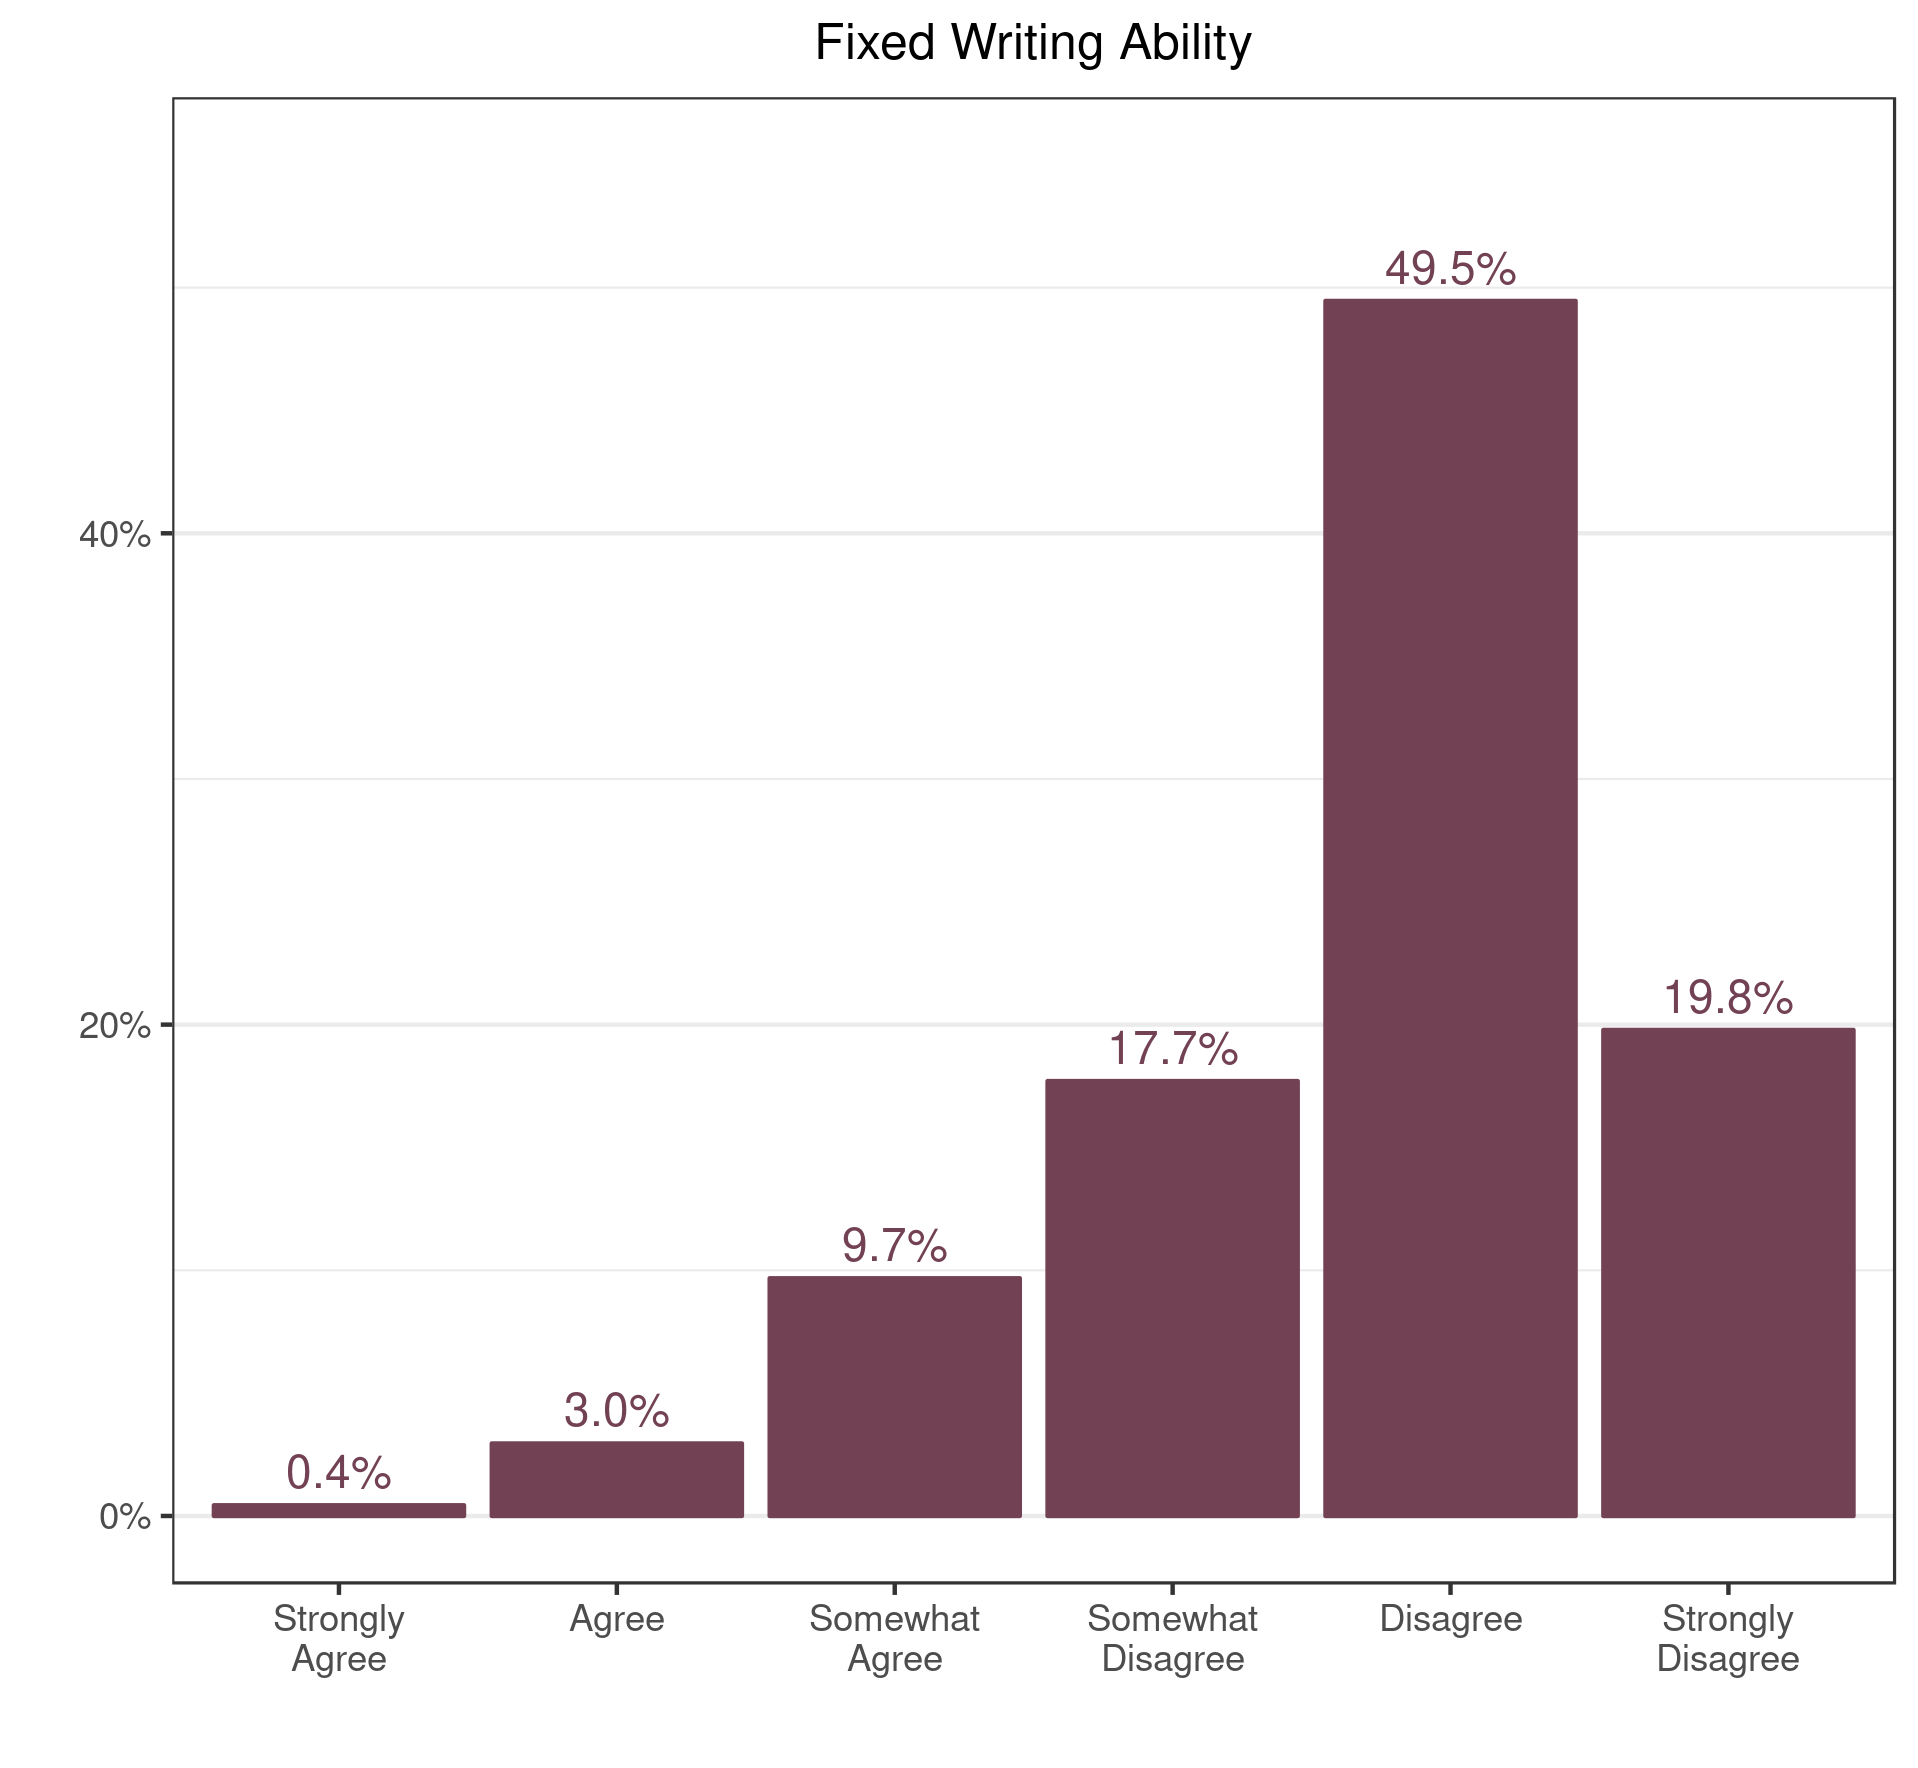 Fixed Writing Ability
49.5%
40%
19.8%
20%
17.7%
9.7%
3.0%
0.4%
0%
Strongly Agree
Agree
Somewhat Agree
Somewhat Disagree
Disagree
Strongly Disagree